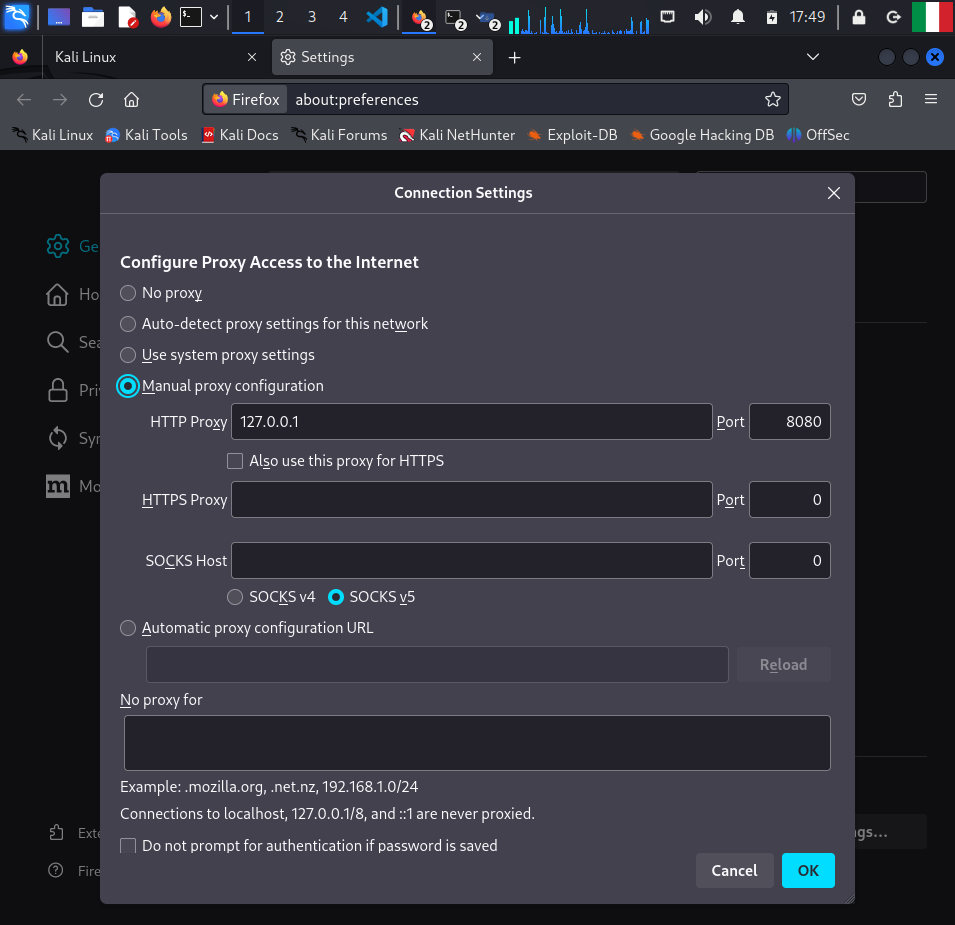 1 2 3 4 2 2 2 17:49
Kali Linux Settings
Firefox about:preferences
Kali Linux Kali Tools Kali Docs Kali Forums Kali NetHunter Exploit-DB Google Hacking DB OffSec
Connection Settings
Configure Proxy Access to the Internet
Ge
No proxy
Ho
Auto-detect proxy settings for this network
Sea
Use system proxy settings
Pri
Manual proxy configuration
HTTP Proxy 127.0.0.1 Port 8080
Syn
Also use this proxy for HTTPS
m Mo
HTTPS Proxy Port 0
SOCKS Host Port 0
SOCKS v4 SOCKS v5
Automatic proxy configuration URL
Reload
No proxy for
Example: .mozilla.org, .net.nz, 192.168.1.0/24
Connections to localhost, 127.0.0.1/8, and ::1 are never proxied.
Exte gs...
Do not prompt for authentication if password is saved
Fire
Cancel OK